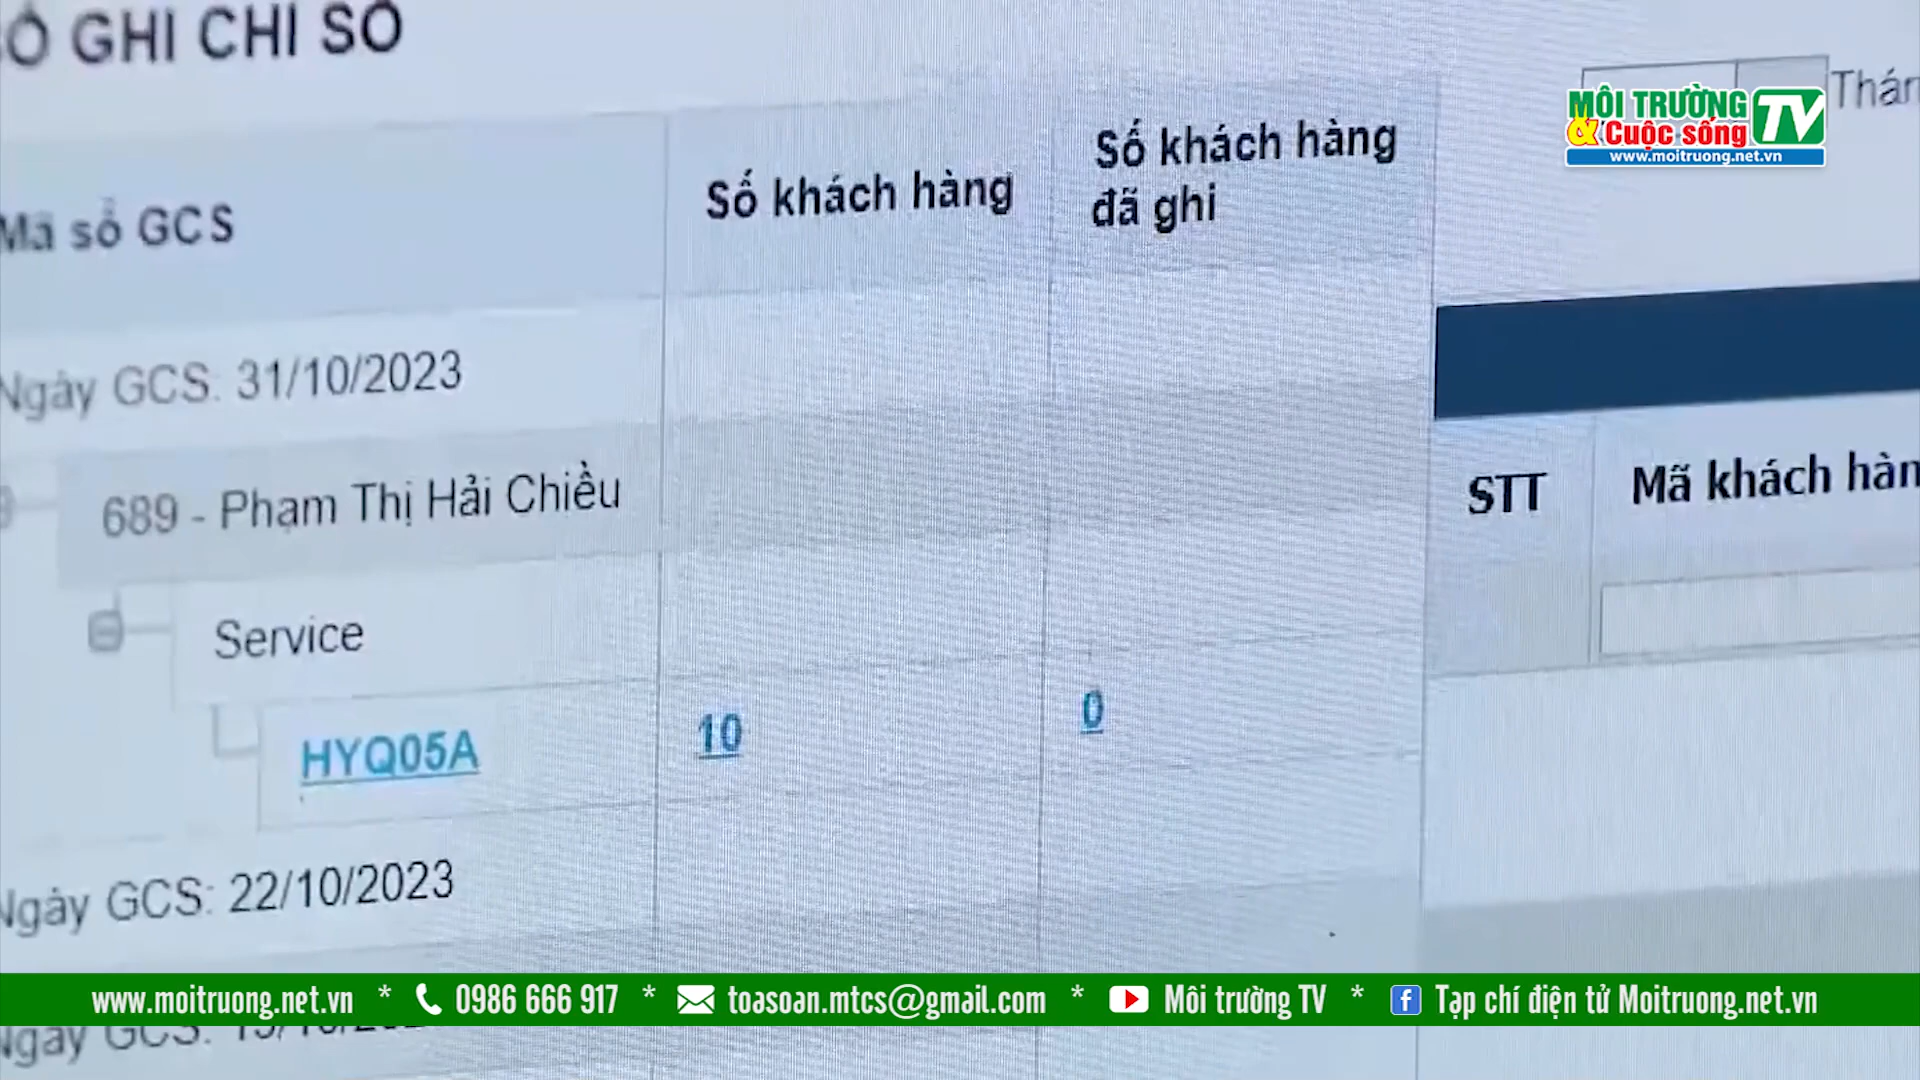 SỔ GHI CHỈ SỐ
Mã sổ GCS
Số khách hàng
Số khách hàng
đã ghi
Ngày GCS: 31/10/2023
689 - Phạm Thị Hải Chiều
Service
HYQ05A
10
0
Ngày GCS: 22/10/2023
Ngày GCS:
STT
Mã khách hàn
Thán
MÔI TRƯỜNG
& Cuộc sống
TV
www.moitruong.net.vn
www.moitruong.net.vn * 0986 666 917 * toasoan.mtcs@gmail.com * Môi trường TV * Tạp chí điện tử Moitruong.net.vn